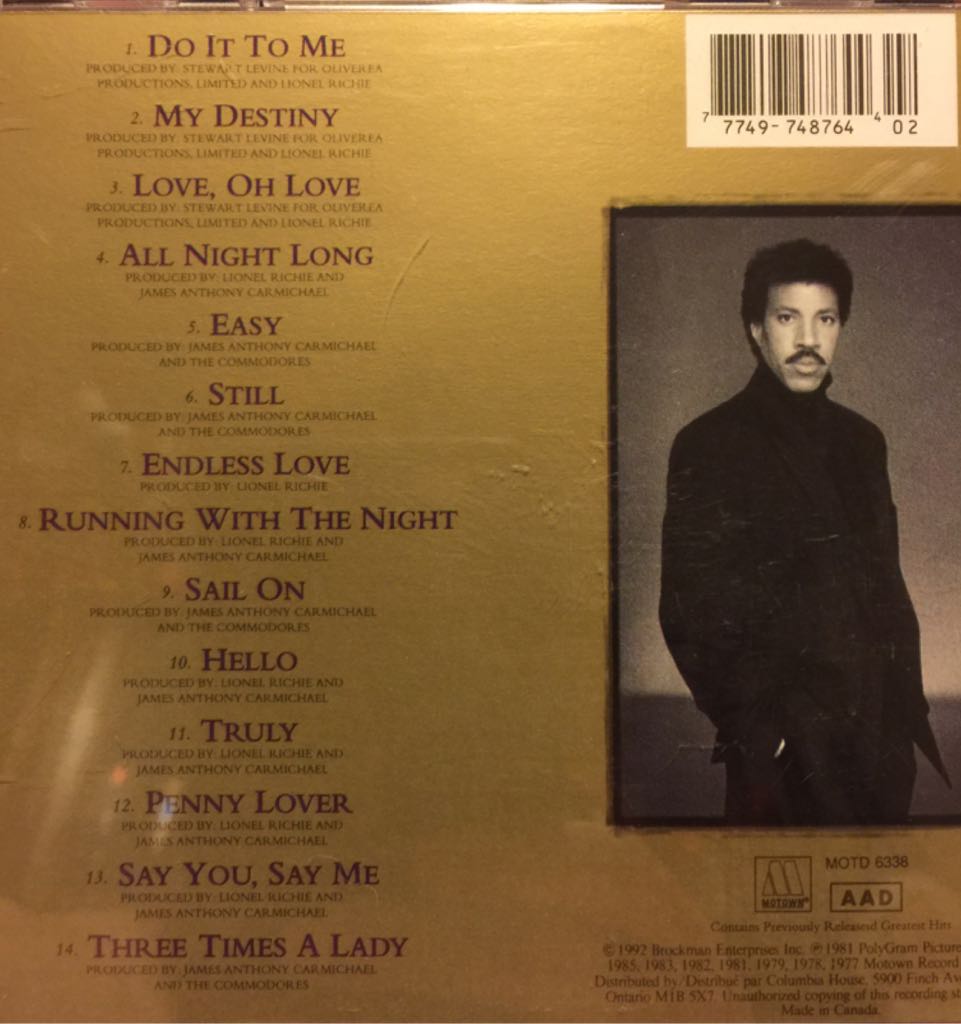 1. DO IT TO ME
PRODUCED BY: STEWART LEVINE FOR OLIVEREA
PRODUCTIONS, LIMITED AND LIONEL RICHIE
2. MY DESTINY
PRODUCED BY: STEWART LEVINE FOR OLIVEREA
PRODUCTIONS, LIMITED AND LIONEL RICHIE
3. LOVE, OH LOVE
PRODUCED BY: STEWART LEVINE FOR OLIVEREA
PRODUCTIONS, LIMITED AND LIONEL RICHIE
4. ALL NIGHT LONG
PRODUCED BY: LIONEL RICHIE AND
JAMES ANTHONY CARMICHAEL
5. EASY
PRODUCED BY: JAMES ANTHONY CARMICHAEL
AND THE COMMODORES
6. STILL
PRODUCED BY: JAMES ANTHONY CARMICHAEL
AND THE COMMODORES
7. ENDLESS LOVE
PRODUCED BY: LIONEL RICHIE
8. RUNNING WITH THE NIGHT
PRODUCED BY: LIONEL RICHIE AND
JAMES ANTHONY CARMICHAEL
9. SAIL ON
PRODUCED BY: JAMES ANTHONY CARMICHAEL
AND THE COMMODORES
10. HELLO
PRODUCED BY: LIONEL RICHIE AND
JAMES ANTHONY CARMICHAEL
11. TRULY
PRODUCED BY: LIONEL RICHIE AND
JAMES ANTHONY CARMICHAEL
12. PENNY LOVER
PRODUCED BY: LIONEL RICHIE AND
JAMES ANTHONY CARMICHAEL
13. SAY YOU, SAY ME
PRODUCED BY: LIONEL RICHIE AND
JAMES ANTHONY CARMICHAEL
14. THREE TIMES A LADY
PRODUCED BY: JAMES ANTHONY CARMICHAEL
AND THE COMMODORES
7 7749-748764 4 02
MOTOWN®
MOTD 6338
AAD
Contains Previously Released Greatest Hits
© 1992 Brockman Enterprises Inc. ℗ 1981 PolyGram Picture
1985, 1983, 1982, 1981, 1979, 1978, 1977 Motown Record
Distributed by/Distribué par Columbia House, 5900 Finch
Ontario M1B 5X7. Unauthorized copying of this recording
Made in Canada.